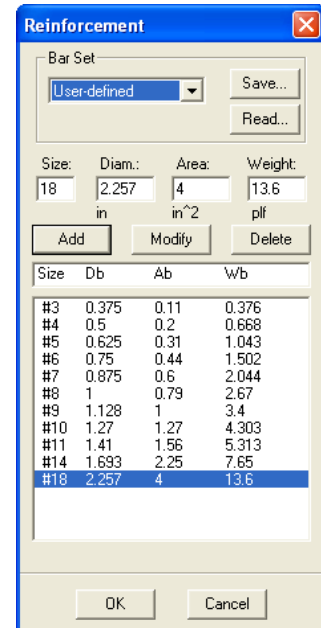 Reinforcement
Bar Set
User-defined
Save...
Read...
Size: Diam.: Area: Weight:
18 2.257 4 13.6
in in^2 plf
Add Modify Delete
Size Db Ab Wb
#3 0.375 0.11 0.376
#4 0.5 0.2 0.668
#5 0.625 0.31 1.043
#6 0.75 0.44 1.502
#7 0.875 0.6 2.044
#8 1 0.79 2.67
#9 1.128 1 3.4
#10 1.27 1.27 4.303
#11 1.41 1.56 5.313
#14 1.693 2.25 7.65
#18 2.257 4 13.6
OK Cancel